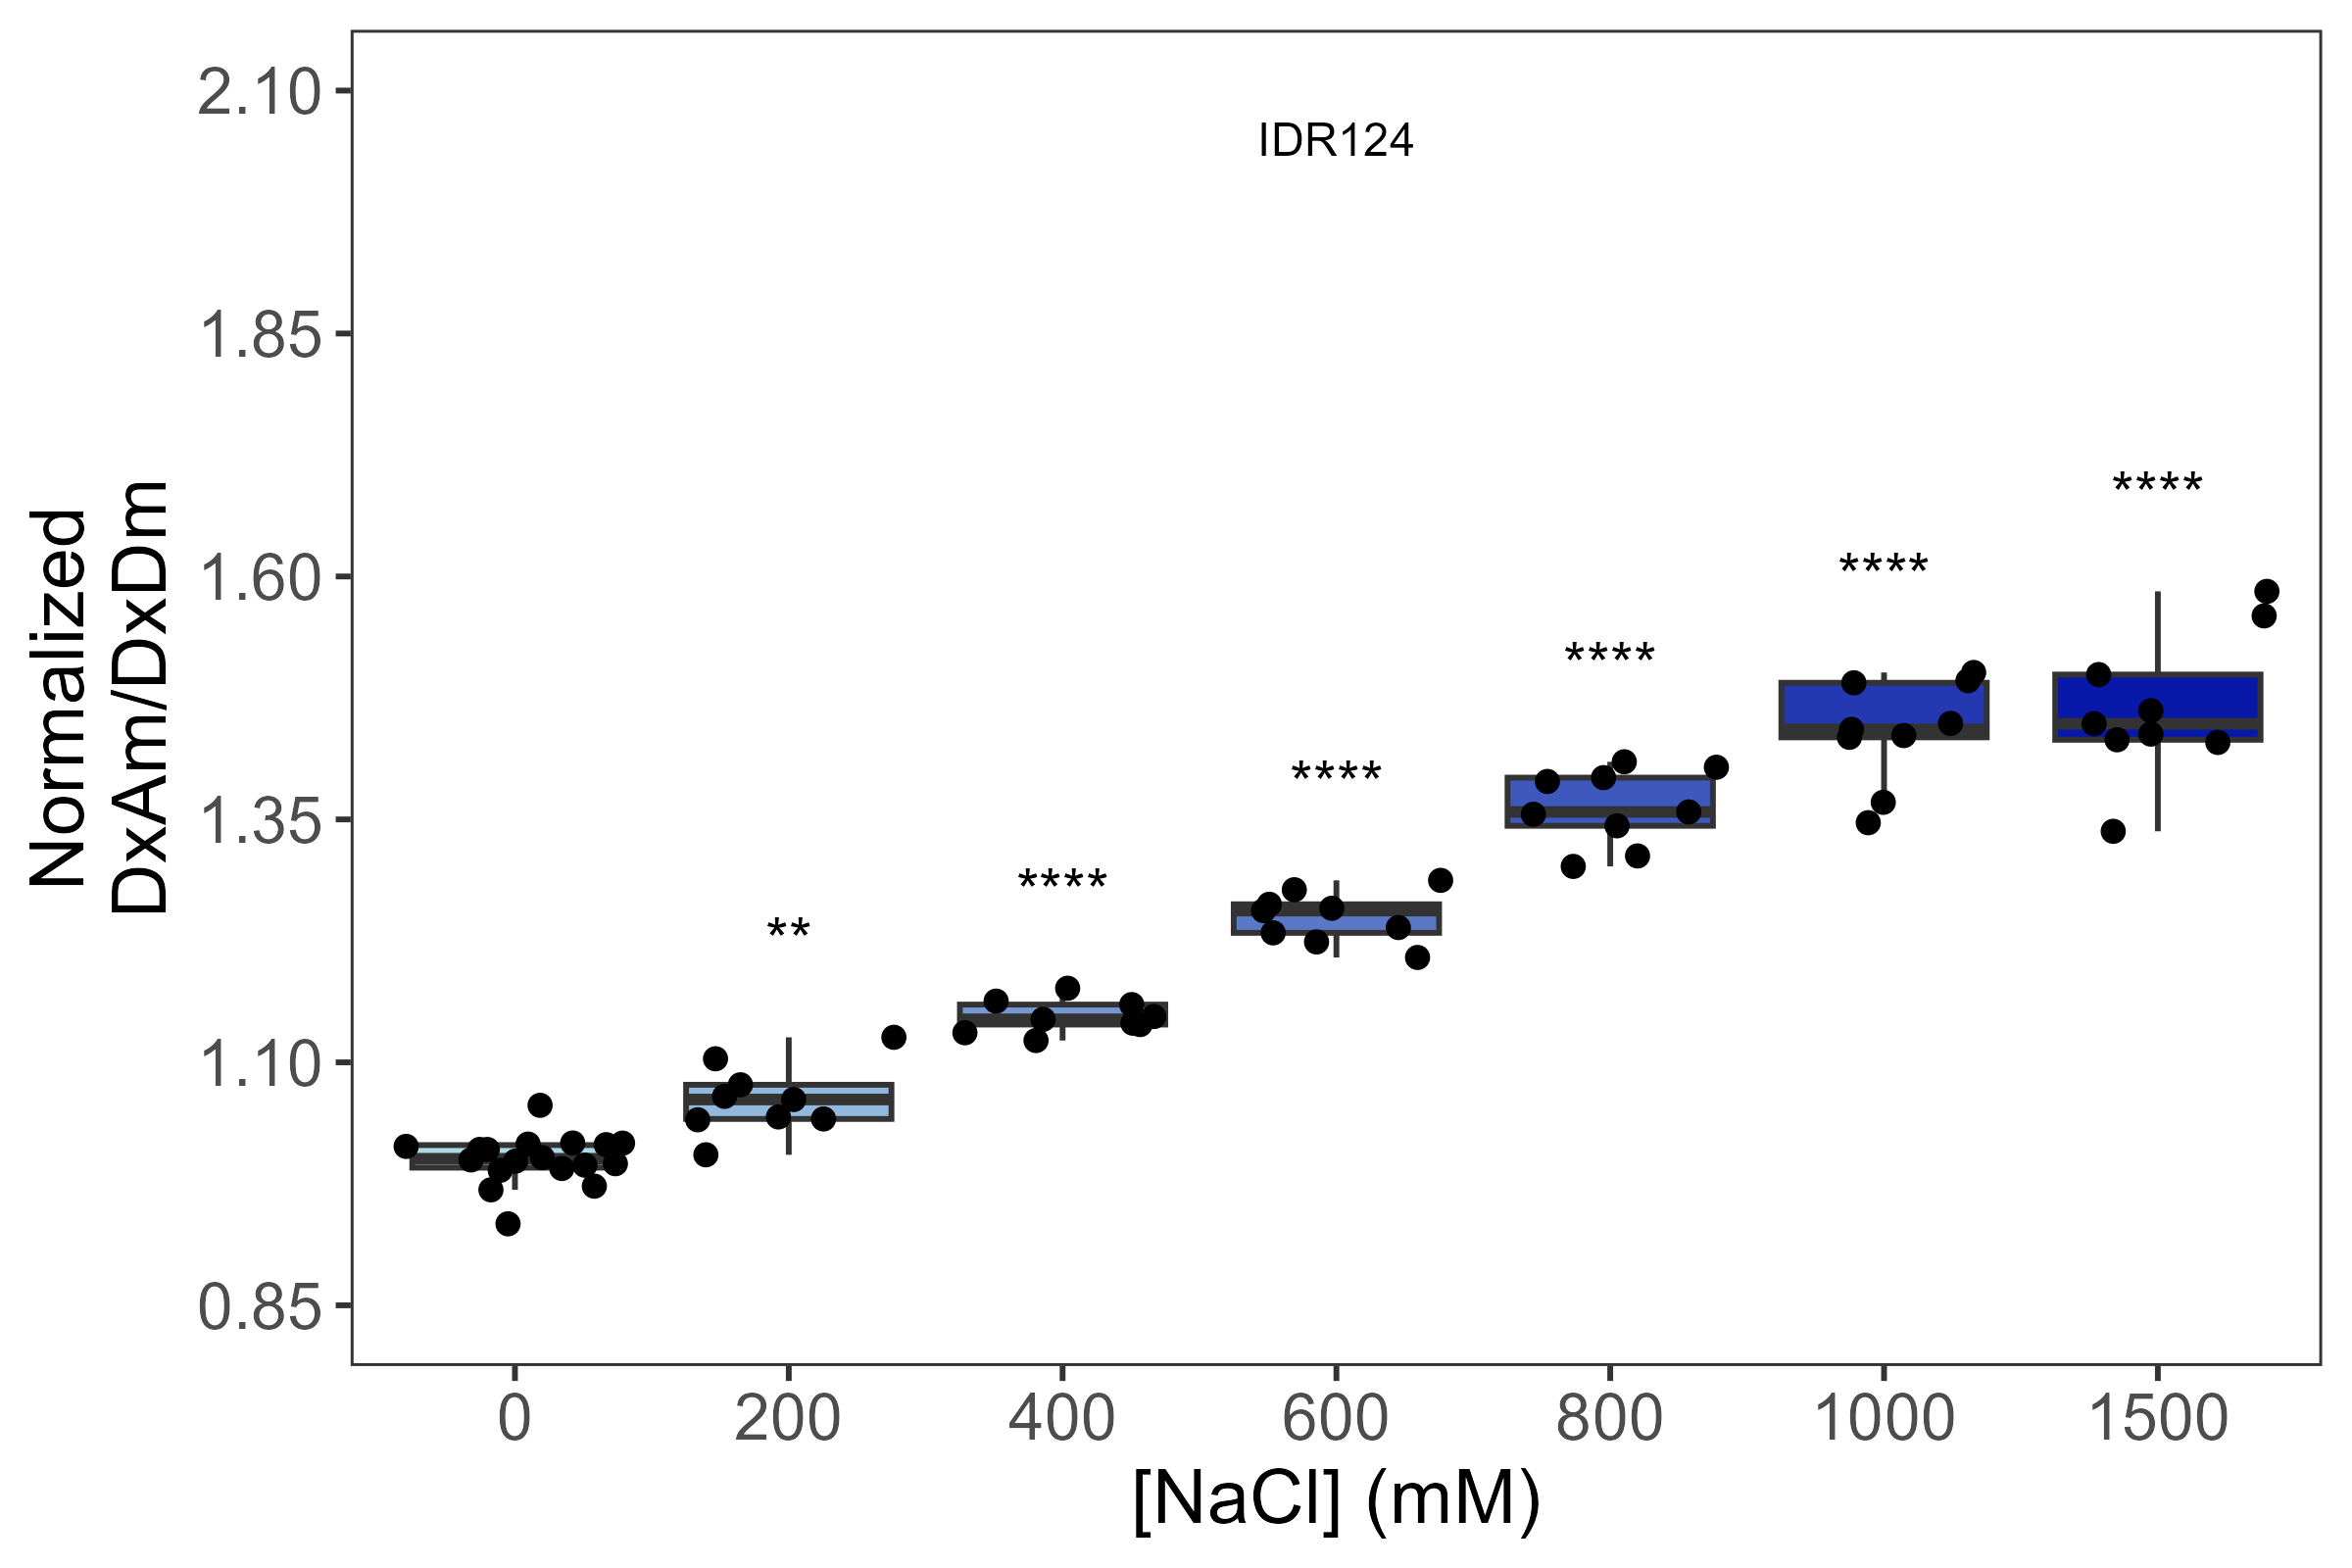 IDR124
2.10
1.85
1.60
1.35
1.10
0.85
Normalized
DxAm/DxDm
**
****
****
****
****
****
0 200 400 600 800 1000 1500
[NaCl] (mM)